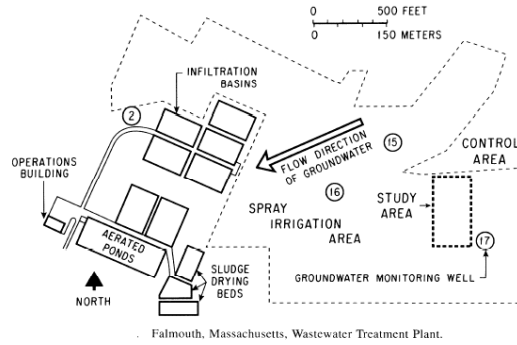 0 500 FEET
0 150 METERS
INFILTRATION
BASINS
2
OPERATIONS
BUILDING
FLOW DIRECTION
OF GROUNDWATER
15
CONTROL
AREA
16
STUDY
AREA
SPRAY
IRRIGATION
AREA
17
AERATED
PONDS
SLUDGE
DRYING
BEDS
GROUNDWATER MONITORING WELL
NORTH
. Falmouth, Massachusetts, Wastewater Treatment Plant.